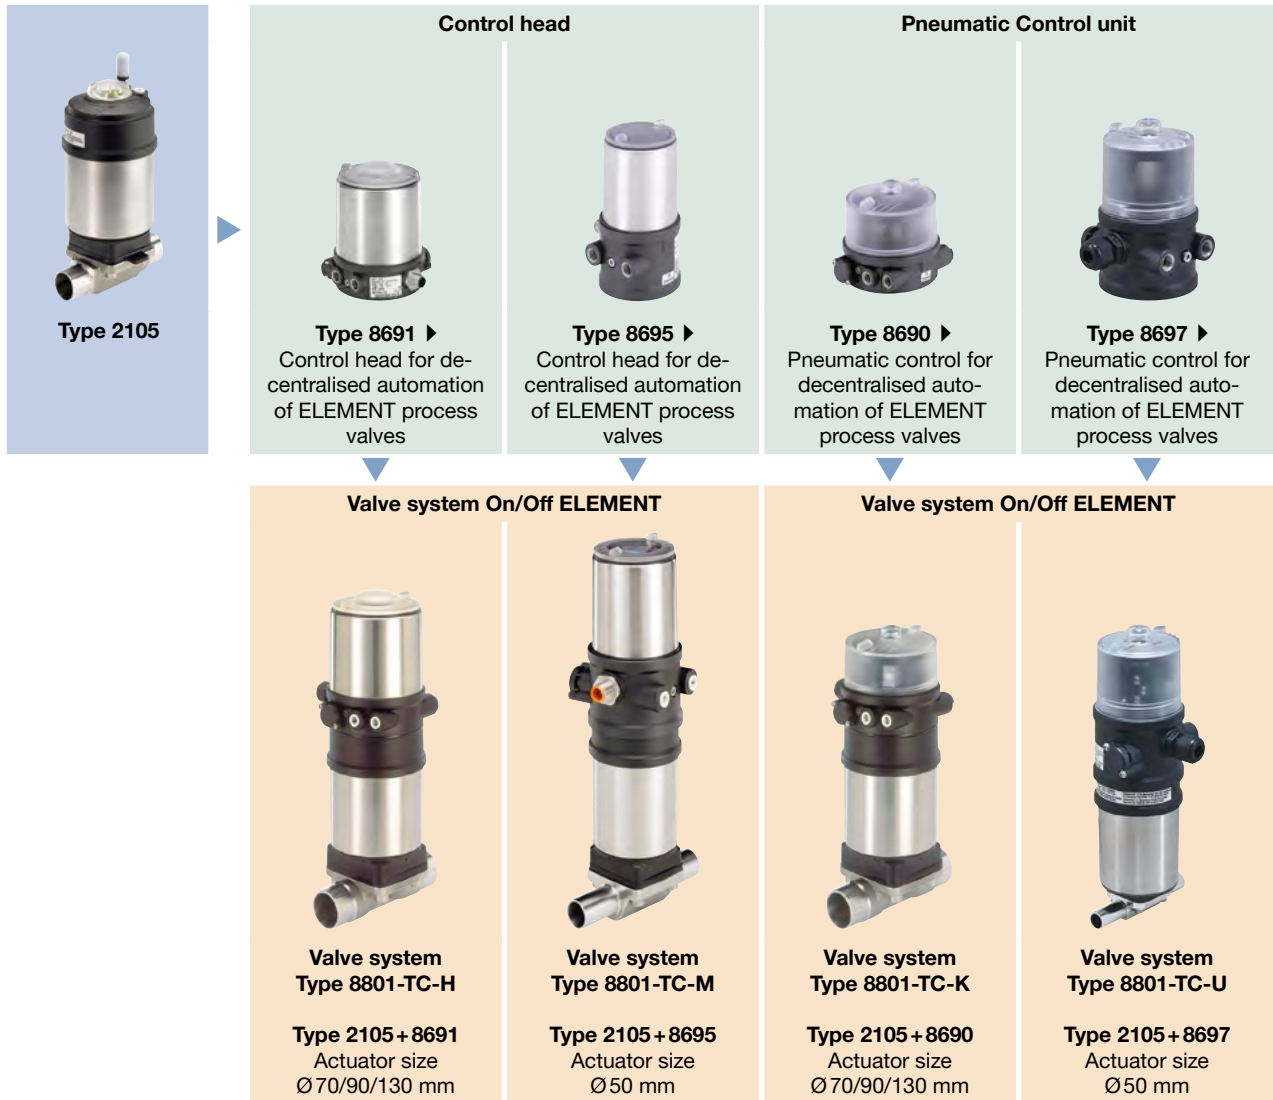 Control head
Pneumatic Control unit
Type 2105
Type 8691
Control head for de-
centralised automation
of ELEMENT process
valves
Type 8695
Control head for de-
centralised automation
of ELEMENT process
valves
Type 8690
Pneumatic control for
decentralised auto-
mation of ELEMENT
process valves
Type 8697
Pneumatic control for
decentralised auto-
mation of ELEMENT
process valves
Valve system On/Off ELEMENT
Valve system On/Off ELEMENT
Valve system
Type 8801-TC-H
Type 2105+8691
Actuator size
Ø70/90/130 mm
Valve system
Type 8801-TC-M
Type 2105+8695
Actuator size
Ø50 mm
Valve system
Type 8801-TC-K
Type 2105+8690
Actuator size
Ø70/90/130 mm
Valve system
Type 8801-TC-U
Type 2105+8697
Actuator size
Ø50 mm